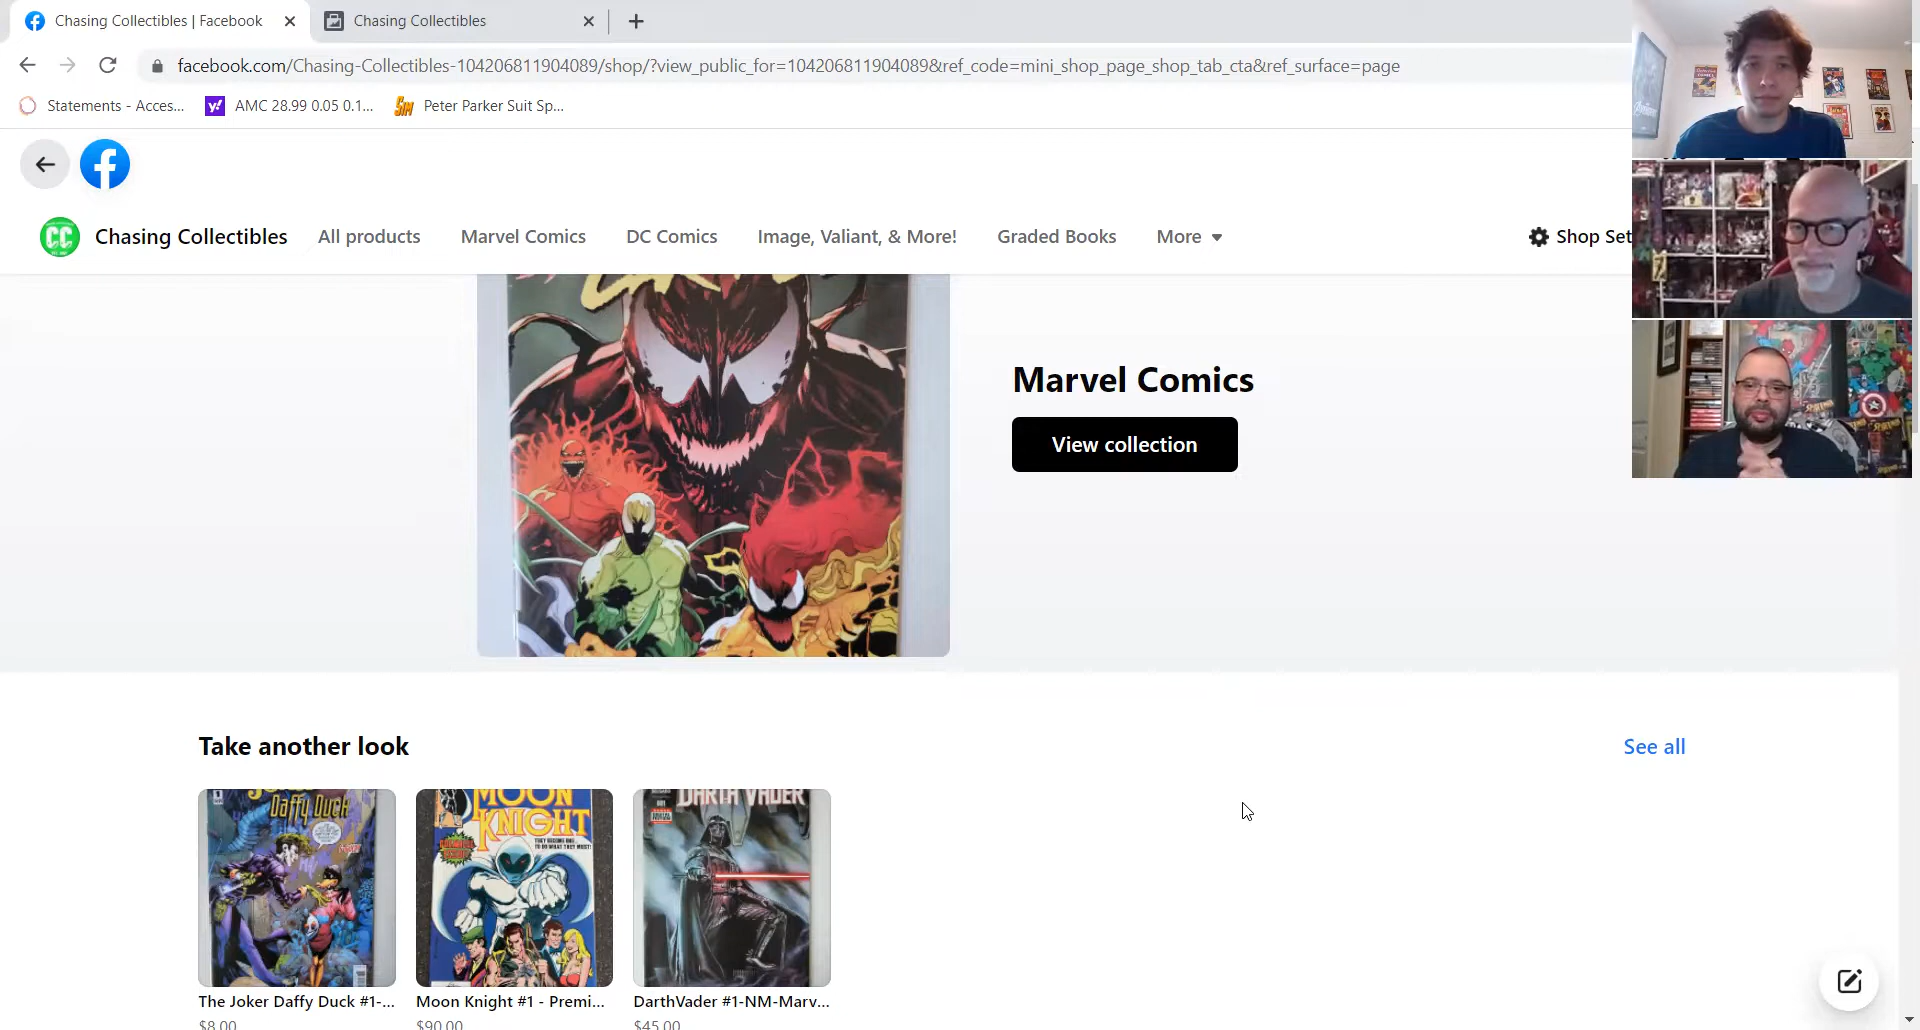 Chasing Collectibles | Facebook
Chasing Collectibles
facebook.com/Chasing-Collectibles-104206811904089/shop/?view_public_for=104206811904089&ref_code=mini_shop_page_shop_tab_cta&ref_surface=page
Statements - Acces...
y!
AMC 28.99 0.05 0.1...
Peter Parker Suit Sp...
CC
Chasing Collectibles
All products
Marvel Comics
DC Comics
Image, Valiant, & More!
Graded Books
More
Shop Set
Marvel Comics
View collection
Take another look
See all
Daffy Duck
MOON
KNIGHT
DARTH VADER
The Joker Daffy Duck #1-...
Moon Knight #1 - Premi...
DarthVader #1-NM-Marv...
$8.00
$90.00
$45.00